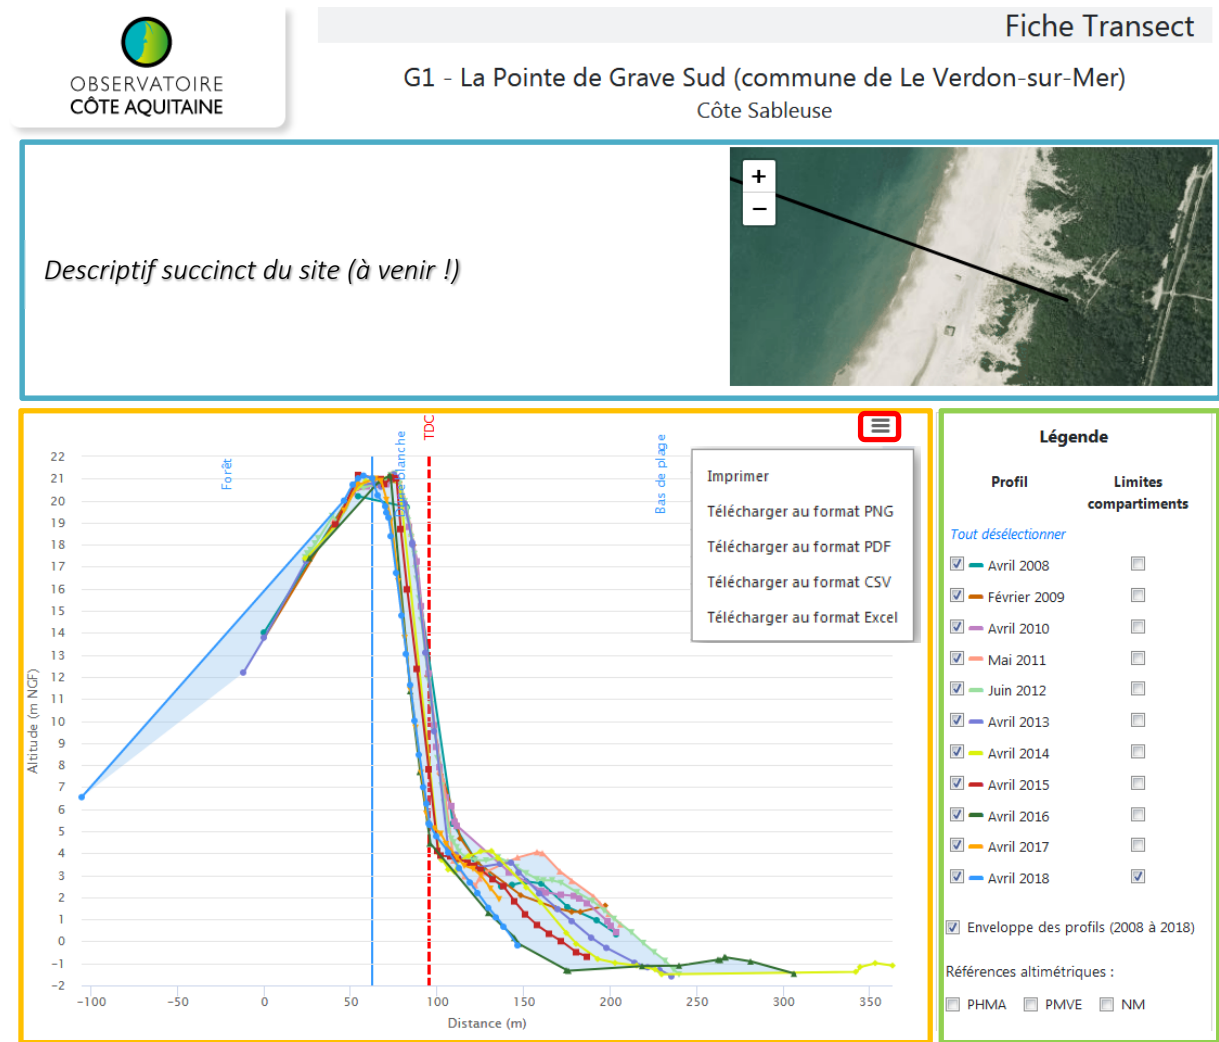 Fiche Transect
OBSERVATOIRE
CÔTE AQUITAINE
G1 - La Pointe de Grave Sud (commune de Le Verdon-sur-Mer)
Côte Sableuse
Descriptif succinct du site (à venir !)
+
−
Forêt
TDC
Bas de plage
Altitude (m NGF)
22
21
20
19
18
17
16
15
14
13
12
11
10
9
8
7
6
5
4
3
2
1
0
−1
−2
−100
−50
0
50
100
150
200
250
300
350
Distance (m)
Imprimer
Télécharger au format PNG
Télécharger au format PDF
Télécharger au format CSV
Télécharger au format Excel
Légende
Profil
Limites
compartiments
Tout désélectionner
Avril 2008
Février 2009
Avril 2010
Mai 2011
Juin 2012
Avril 2013
Avril 2014
Avril 2015
Avril 2016
Avril 2017
Avril 2018
Enveloppe des profils (2008 à 2018)
Références altimétriques :
PHMA PMVE NM